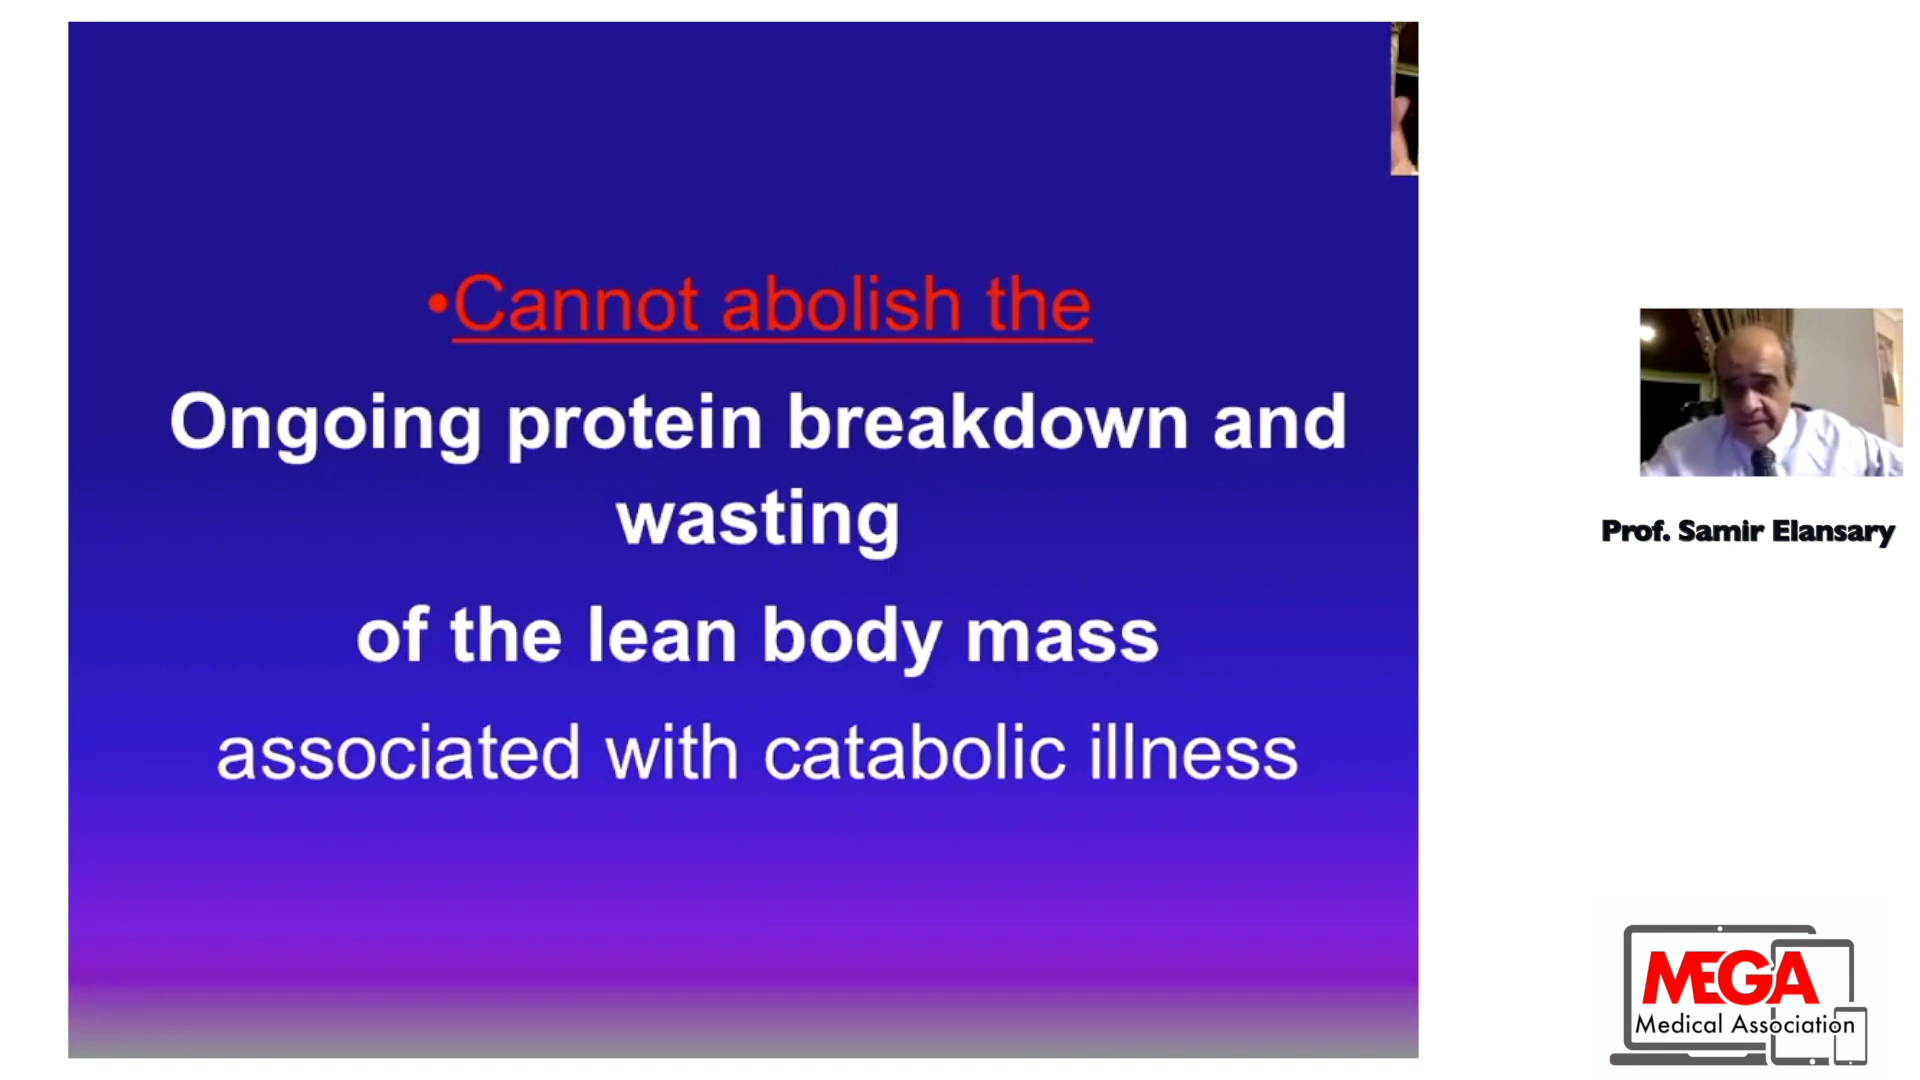 •Cannot abolish the
Ongoing protein breakdown and
wasting
of the lean body mass
associated with catabolic illness
Prof. Samir Elansary
MEGA
Medical Association